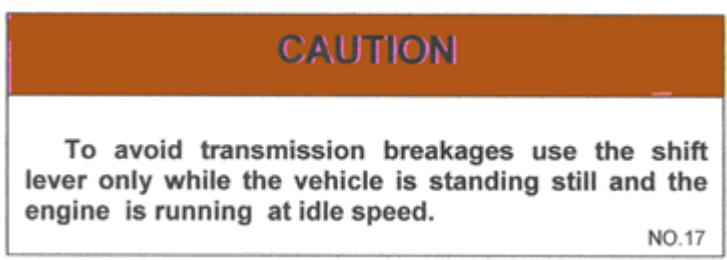 CAUTION
To avoid transmission breakages use the shift
lever only while the vehicle is standing still and the
engine is running at idle speed.
NO.17